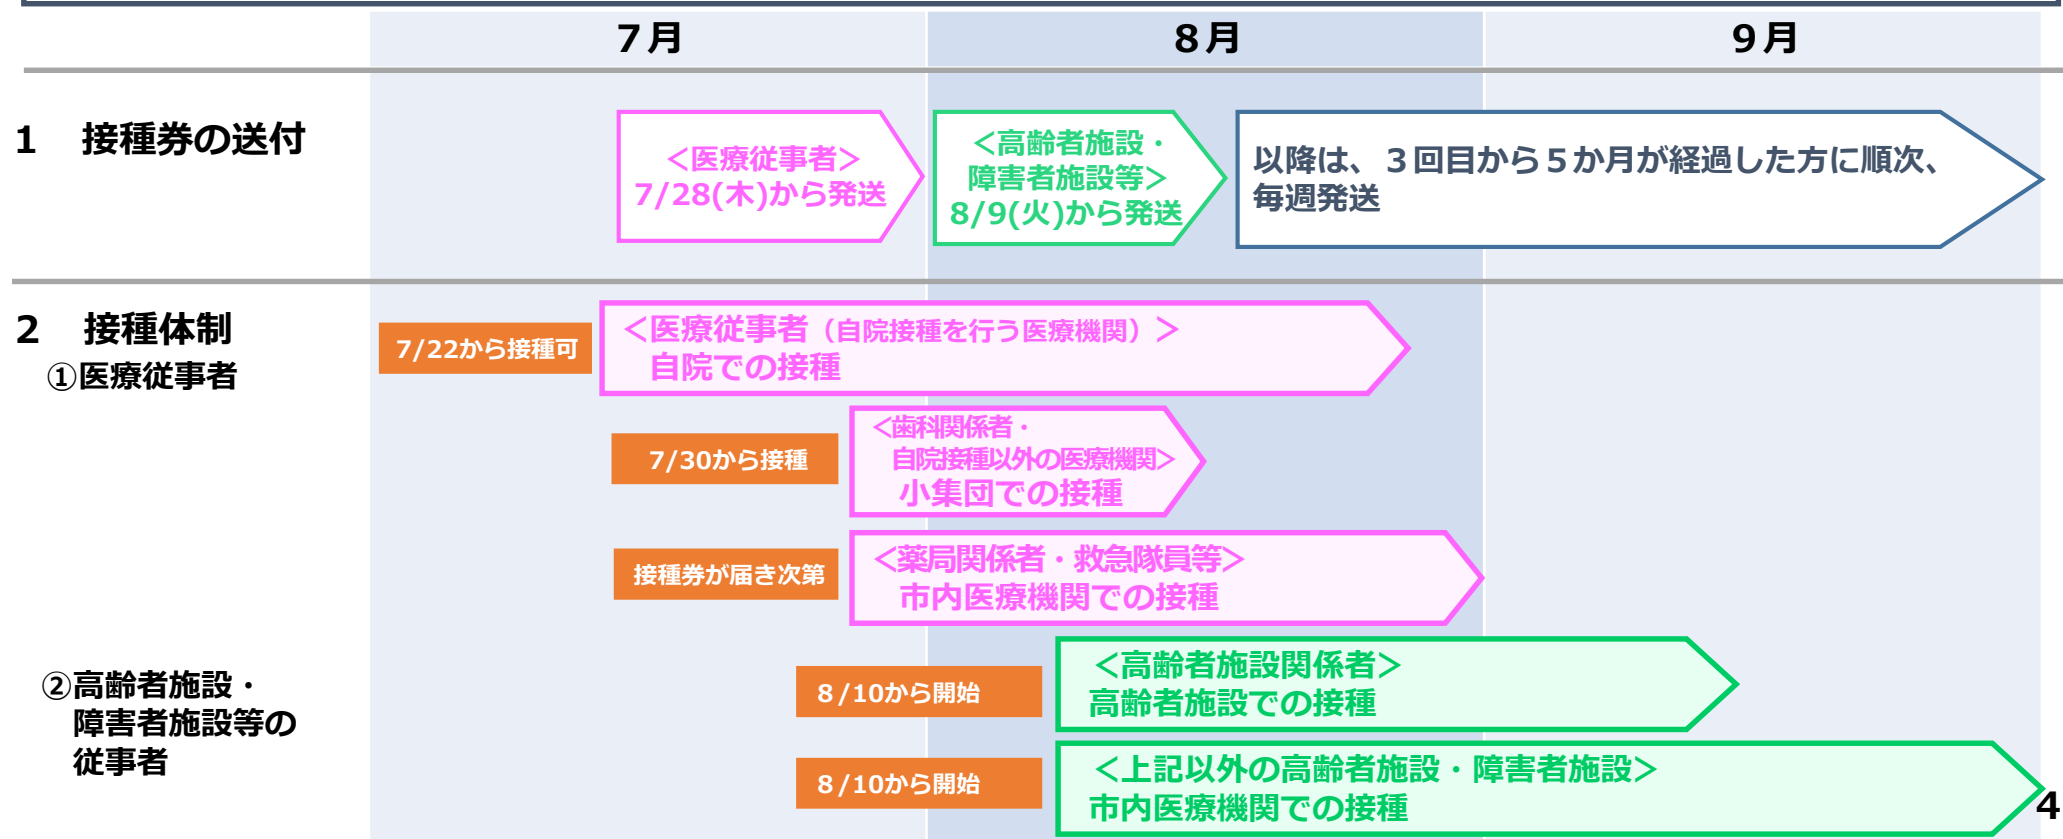 7月
8月
9月
1　接種券の送付
＜医療従事者＞
7/28(木)から発送
＜高齢者施設・
障害者施設等＞
8/9(火)から発送
以降は、３回目から５か月が経過した方に順次、
毎週発送
2　接種体制
①医療従事者
7/22から接種可
＜医療従事者（自院接種を行う医療機関）＞
自院での接種
7/30から接種
＜歯科関係者・
自院接種以外の医療機関＞
小集団での接種
接種券が届き次第
＜薬局関係者・救急隊員等＞
市内医療機関での接種
②高齢者施設・
障害者施設等の
従事者
８/10から開始
＜高齢者施設関係者＞
高齢者施設での接種
８/10から開始
＜上記以外の高齢者施設・障害者施設＞
市内医療機関での接種
4